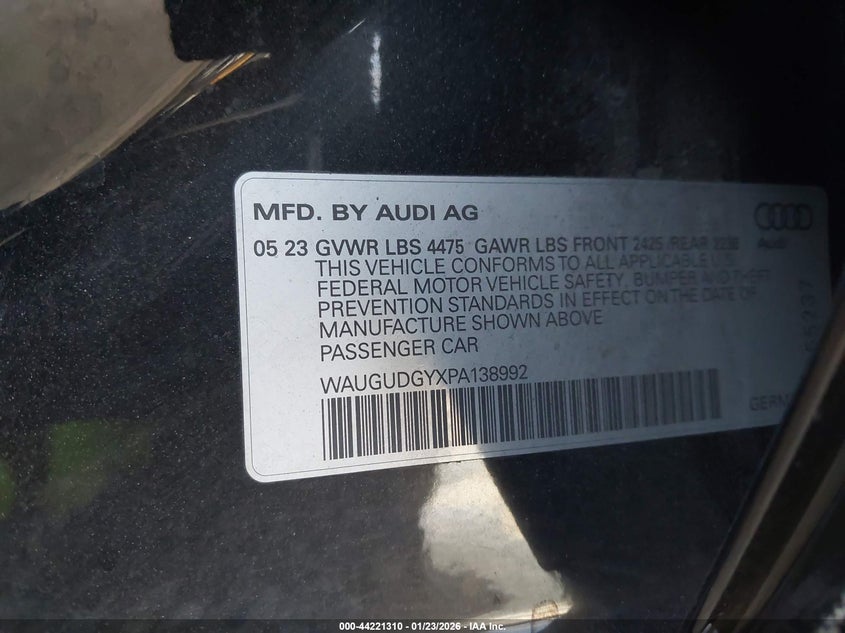 MFD. BY AUDI AG
05 23 GVWR LBS 4475 GAWR LBS FRONT 2425 /REAR
Audi
THIS VEHICLE CONFORMS TO ALL APPLICABLE U.S.
FEDERAL MOTOR VEHICLE SAFETY, BUMPER AND THEFT
PREVENTION STANDARDS IN EFFECT ON THE DATE OF
MANUFACTURE SHOWN ABOVE
PASSENGER CAR
WAUGUDGYXPA138992
000-44221310 - 01/23/2026 - IAA Inc.